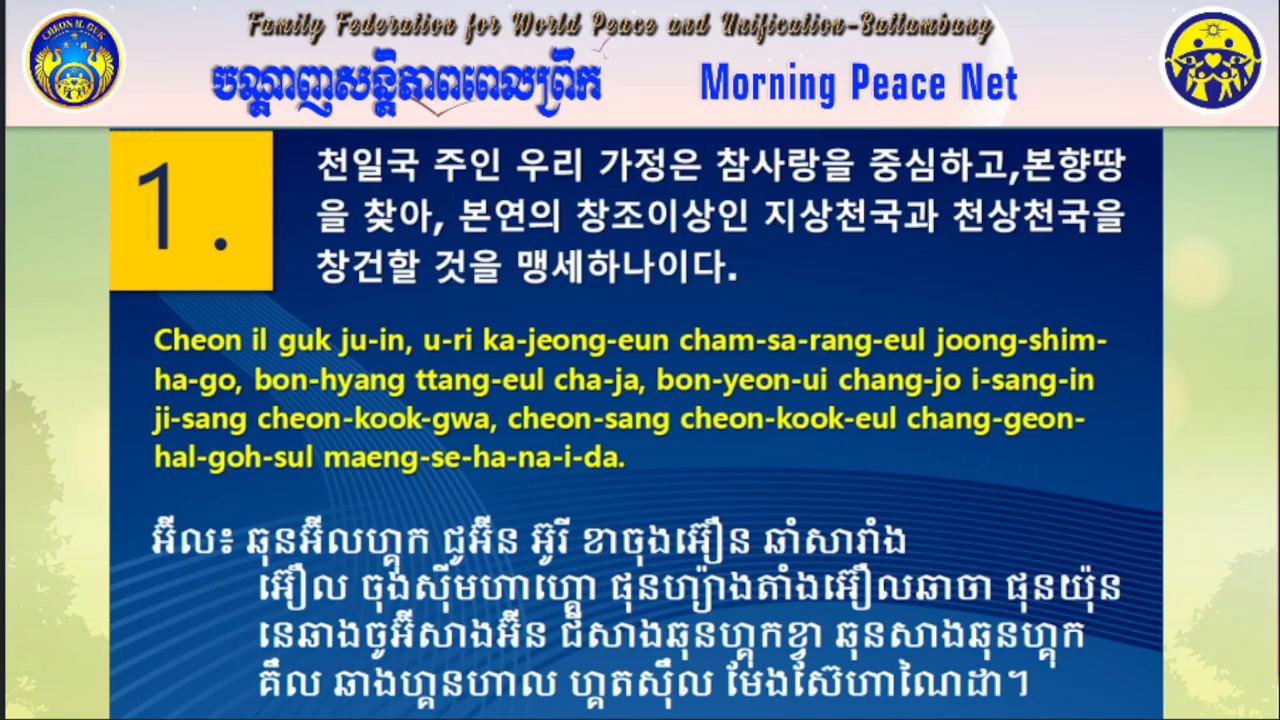 Family Federation for World Peace and Unification-Battambang
បណ្ដាញសន្តិភាពពេលព្រឹក Morning Peace Net
CHEON IL GUK
1.
천일국 주인 우리 가정은 참사랑을 중심하고,본향땅
을 찾아, 본연의 창조이상인 지상천국과 천상천국을
창건할 것을 맹세하나이다.
Cheon il guk ju-in, u-ri ka-jeong-eun cham-sa-rang-eul joong-shim-
ha-go, bon-hyang ttang-eul cha-ja, bon-yeon-ui chang-jo i-sang-in
ji-sang cheon-kook-gwa, cheon-sang cheon-kook-eul chang-geon-
hal-goh-sul maeng-se-ha-na-i-da.
អ៊ីល៖ ឆុនអ៊ីលហ្គុក ជូអ៊ីន អ៊ូរី ខាចុងអ៊ឿន ឆាំសារ៉ាំង
អ៊ឿល ចុងស៊ីមហាហ្គោ ផុនហ្យ៉ាងតាំងអ៊ឿលឆាចា ផុនយ៉ុន
នេឆាងចូអ៊ីសាងអ៊ីន ជីសាងឆុនហ្គុកខ្វា ឆុនសាងឆុនហ្គុក
គឹល ឆាងហ្គនហាល ហ្គតស៊ឹល ម៉ែងស៊ែហាណៃដា។